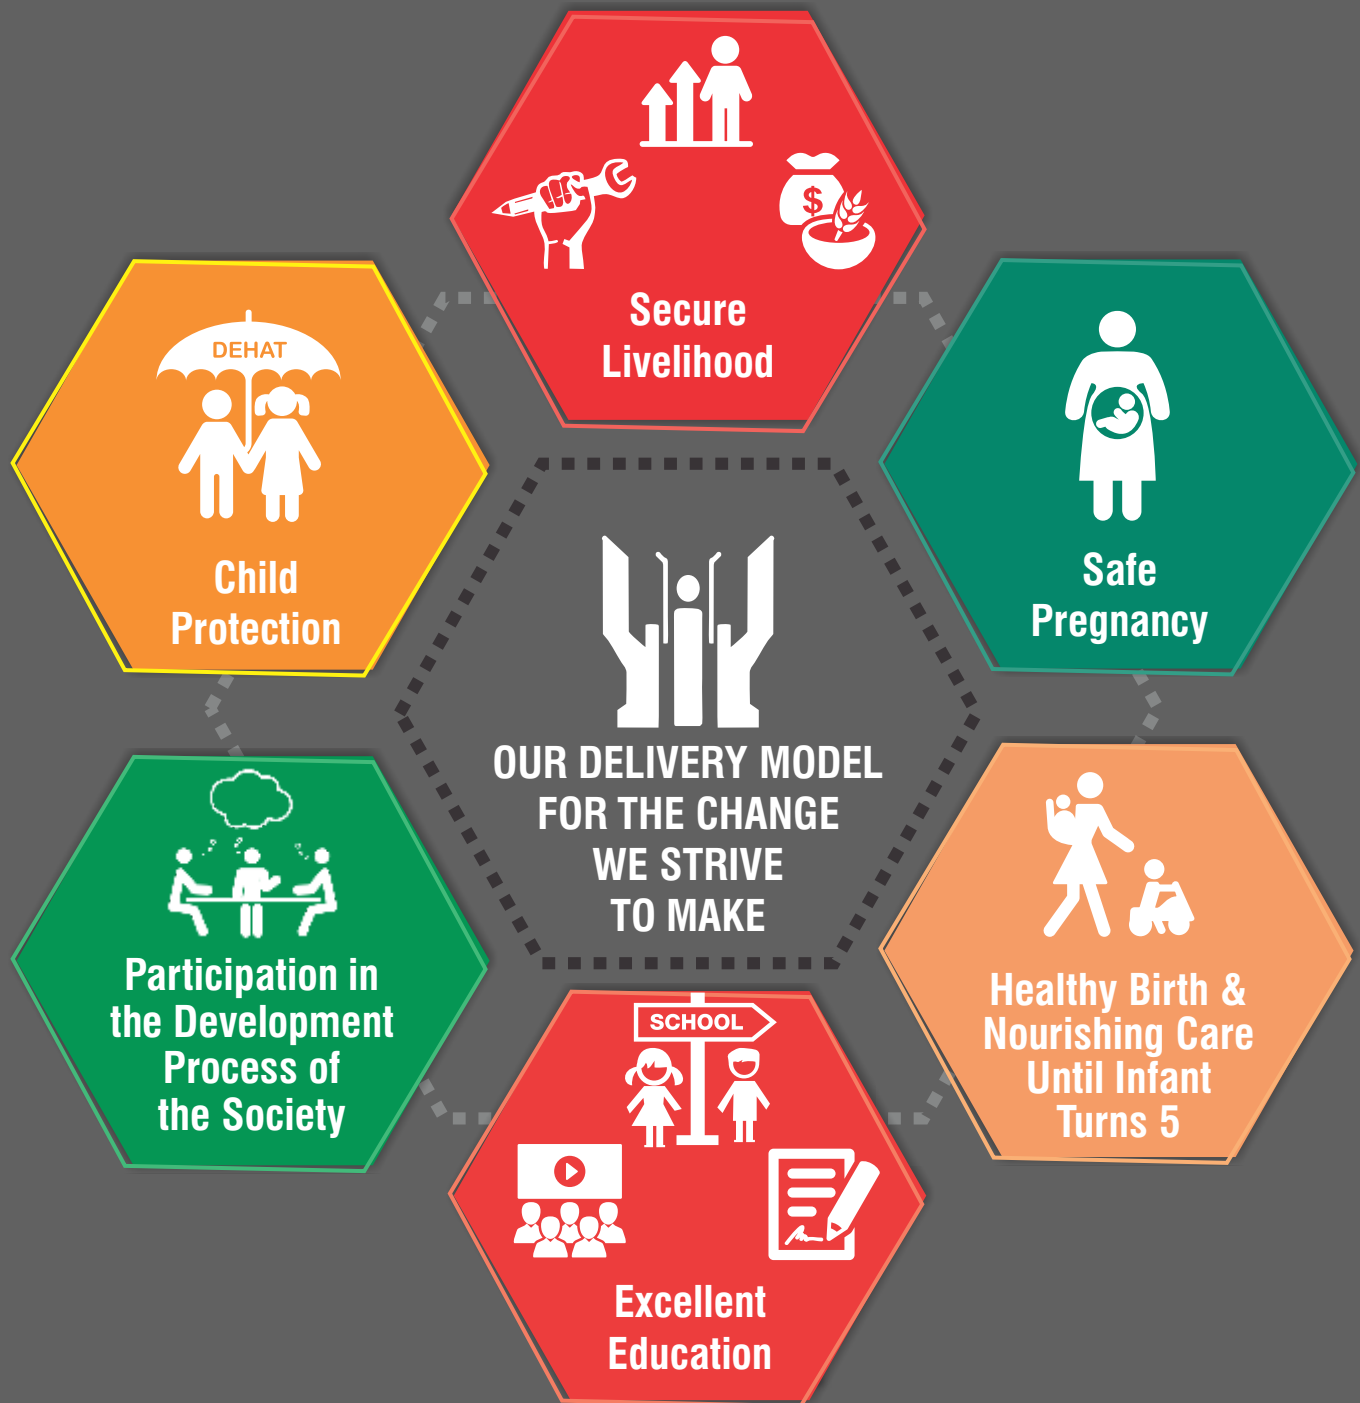 $
Secure
Livelihood
DEHAT
Child
Protection
Safe
Pregnancy
OUR DELIVERY MODEL
FOR THE CHANGE
WE STRIVE
TO MAKE
Participation in
the Development
Process of
the Society
Healthy Birth &
Nourishing Care
Until Infant
Turns 5
SCHOOL
Excellent
Education